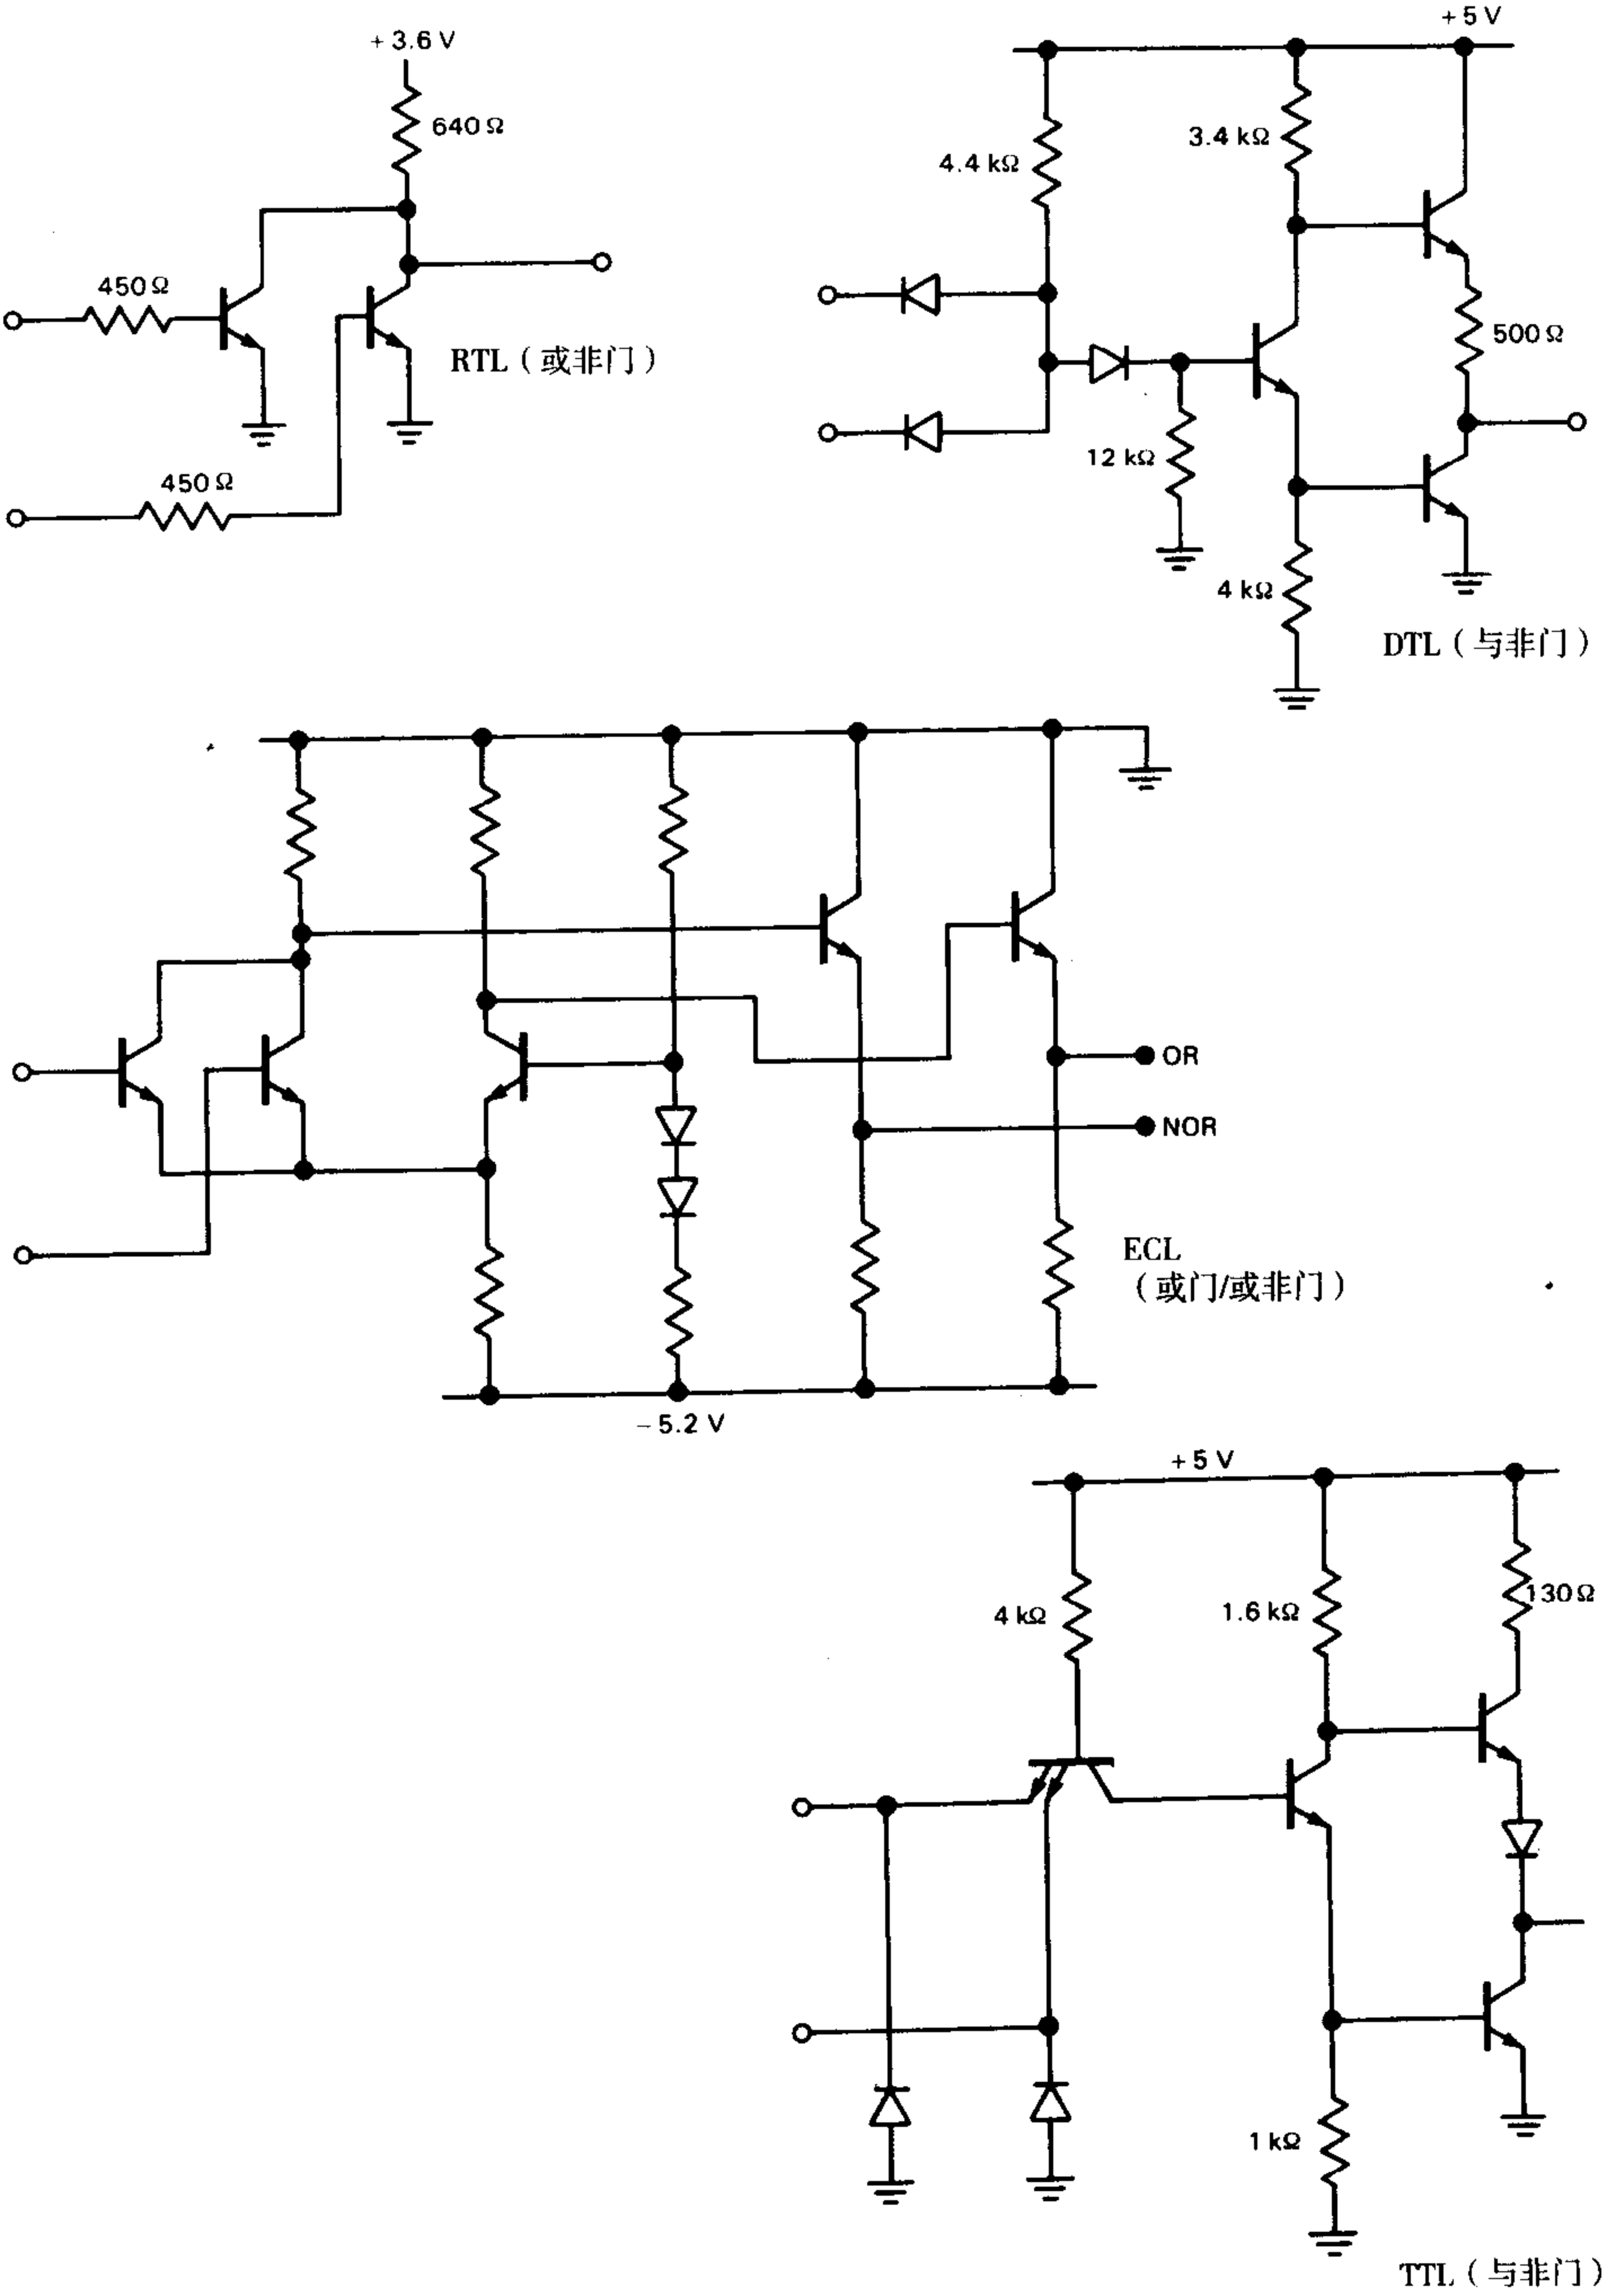 + 3.6 V
640 Ω
450 Ω
RTL（或非门）
450 Ω
+ 5 V
4.4 kΩ
3.4 kΩ
500 Ω
12 kΩ
4 kΩ
DTL（与非门）
OR
NOR
ECL
（或门/或非门）
− 5.2 V
+ 5 V
4 kΩ
1.6 kΩ
130 Ω
1 kΩ
TTL（与非门）